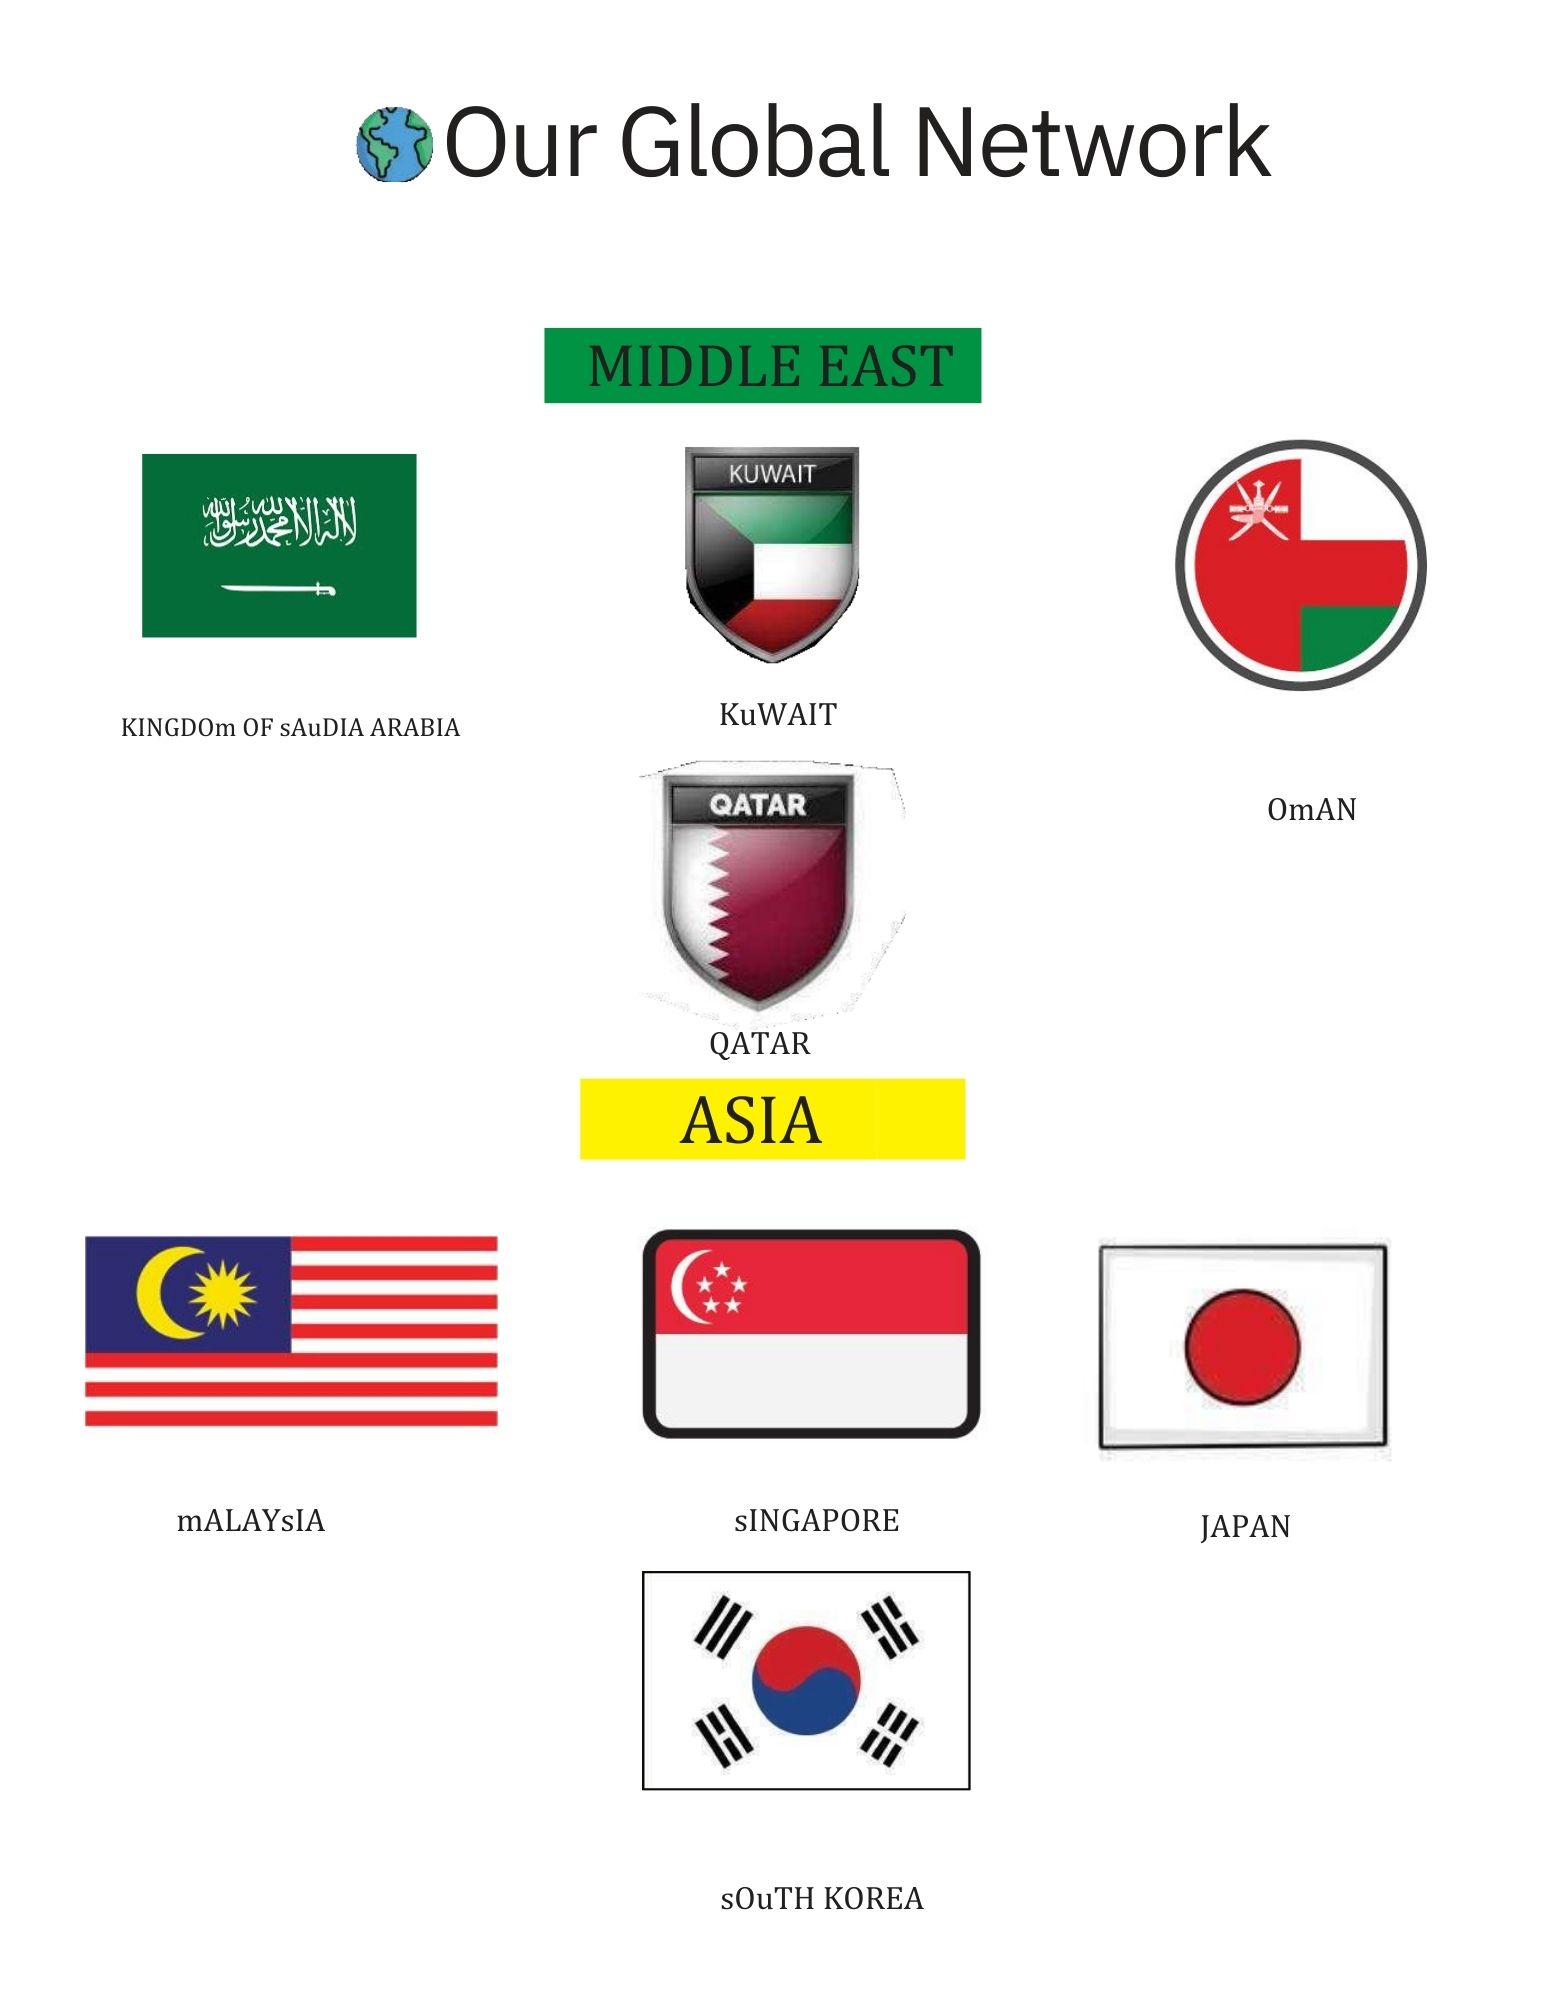 Our Global Network
MIDDLE EAST
لا إله إلا الله محمد رسول الله
KUWAIT
KINGDOm OF sAuDIA ARABIA
KuWAIT
OmAN
QATAR
QATAR
ASIA
mALAYsIA
sINGAPORE
JAPAN
sOuTH KOREA